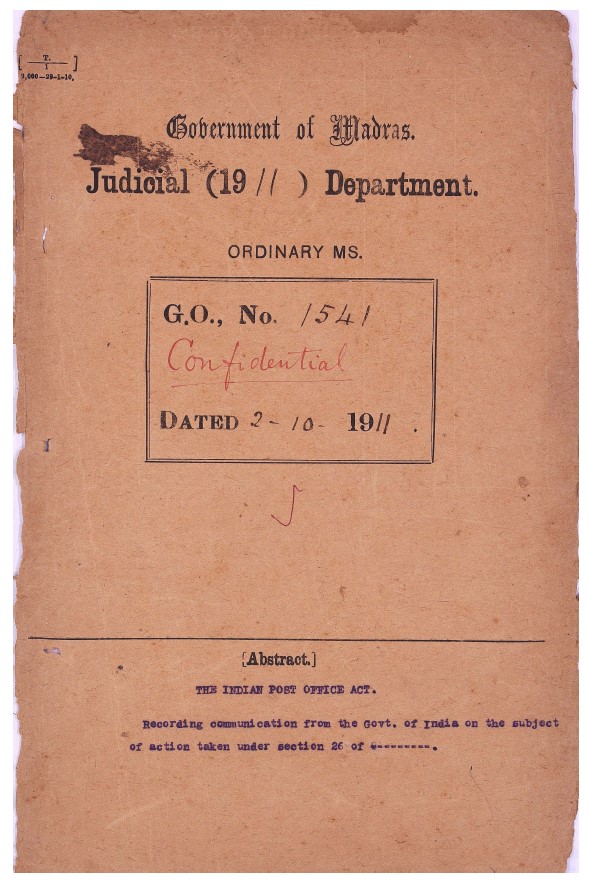 [ T. / 1 ]
,000—29-1-10.
Government of Madras.
Judicial (19 11 ) Department.
ORDINARY MS.
G.O., No. 1541
Confidential
DATED 2-10- 1911 .
[Abstract.]
THE INDIAN POST OFFICE ACT.
Recording communication from the Govt. of India on the subject
of action taken under section 26 of ---------.